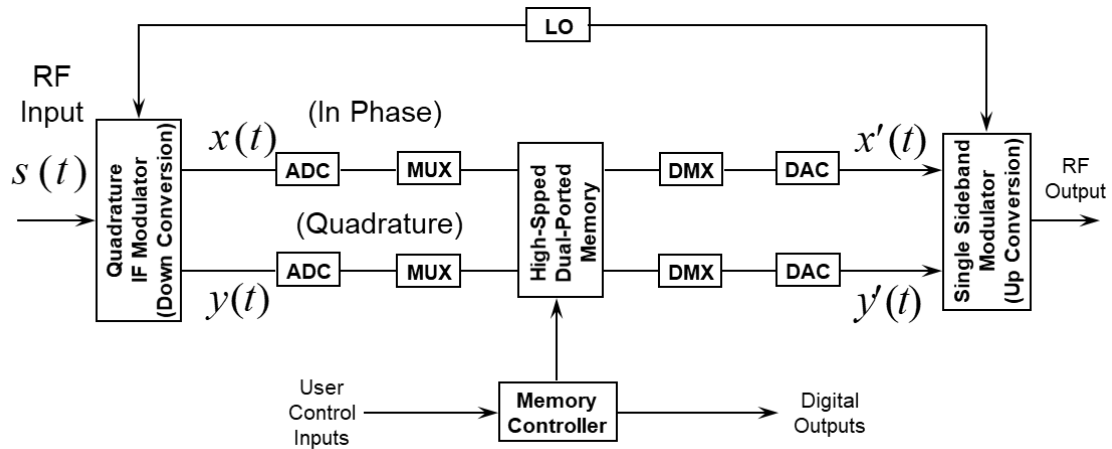 LO
RF
Input
s(t)
Quadrature
IF Modulator
(Down Conversion)
x(t)
(In Phase)
ADC
MUX
(Quadrature)
ADC
MUX
y(t)
High-Spped
Dual-Ported
Memory
DMX
DAC
x'(t)
DMX
DAC
y'(t)
Single Sideband
Modulator
(Up Conversion)
RF
Output
User
Control
Inputs
Memory
Controller
Digital
Outputs